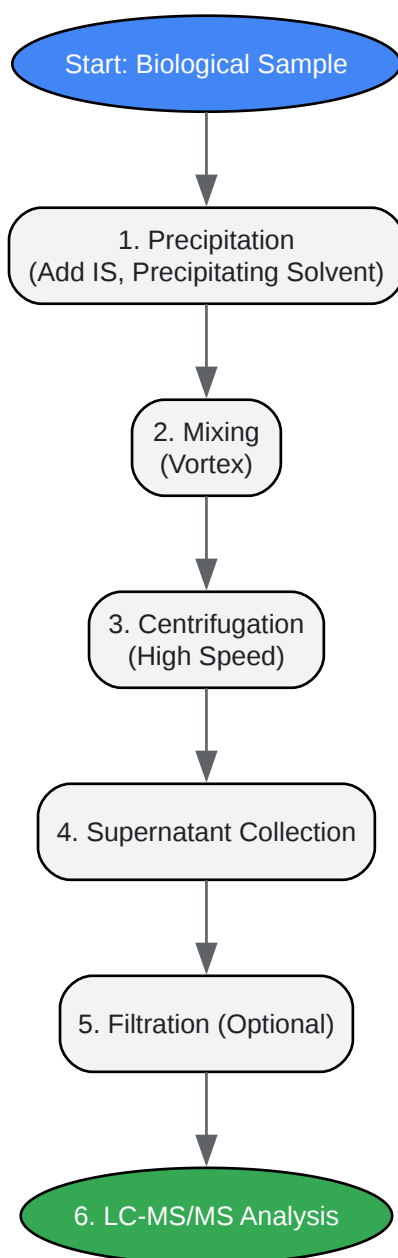 Start: Biological Sample
1. Precipitation
(Add IS, Precipitating Solvent)
2. Mixing
(Vortex)
3. Centrifugation
(High Speed)
4. Supernatant Collection
5. Filtration (Optional)
6. LC-MS/MS Analysis